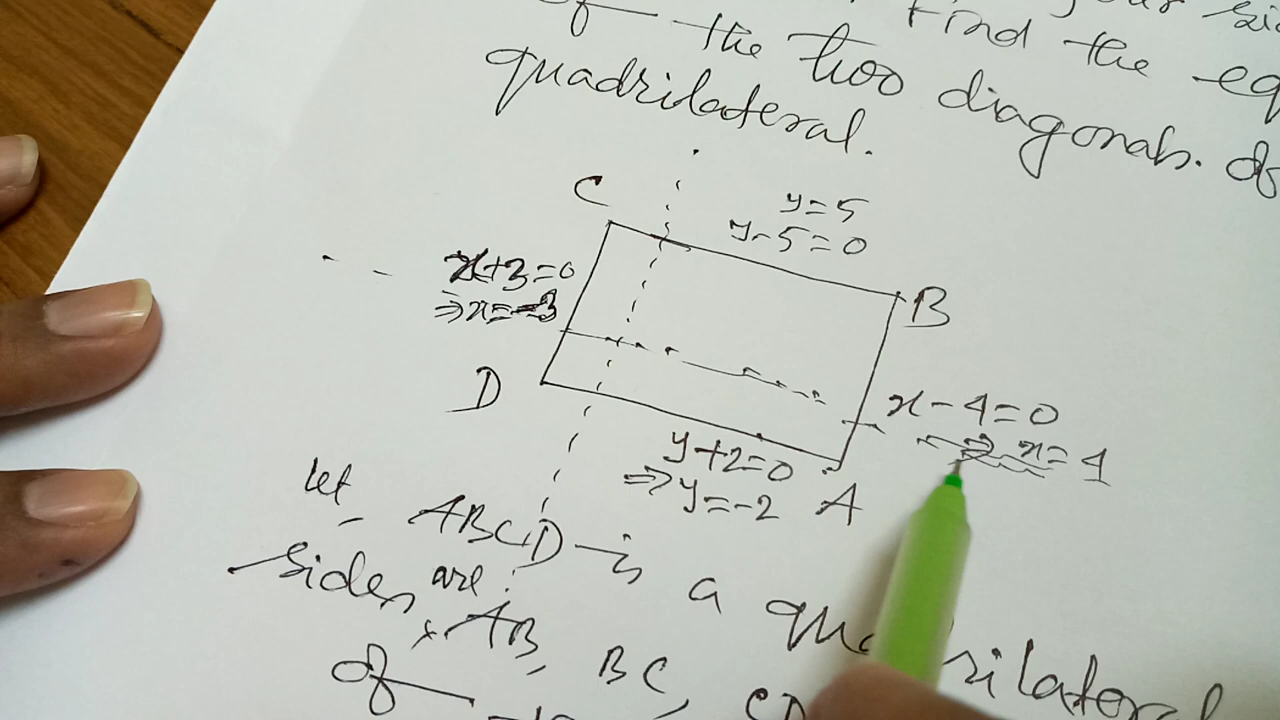 Find the eq
of the two diagonals. of
quadrilateral.
C
y=5
y-5=0
x+3=0
⇒x=-3
B
D
x-4=0
⇒ x=4
y+2=0
⇒y=-2
A
let ABCD is a quadrilateral
sides are
AB, BC, CD
of